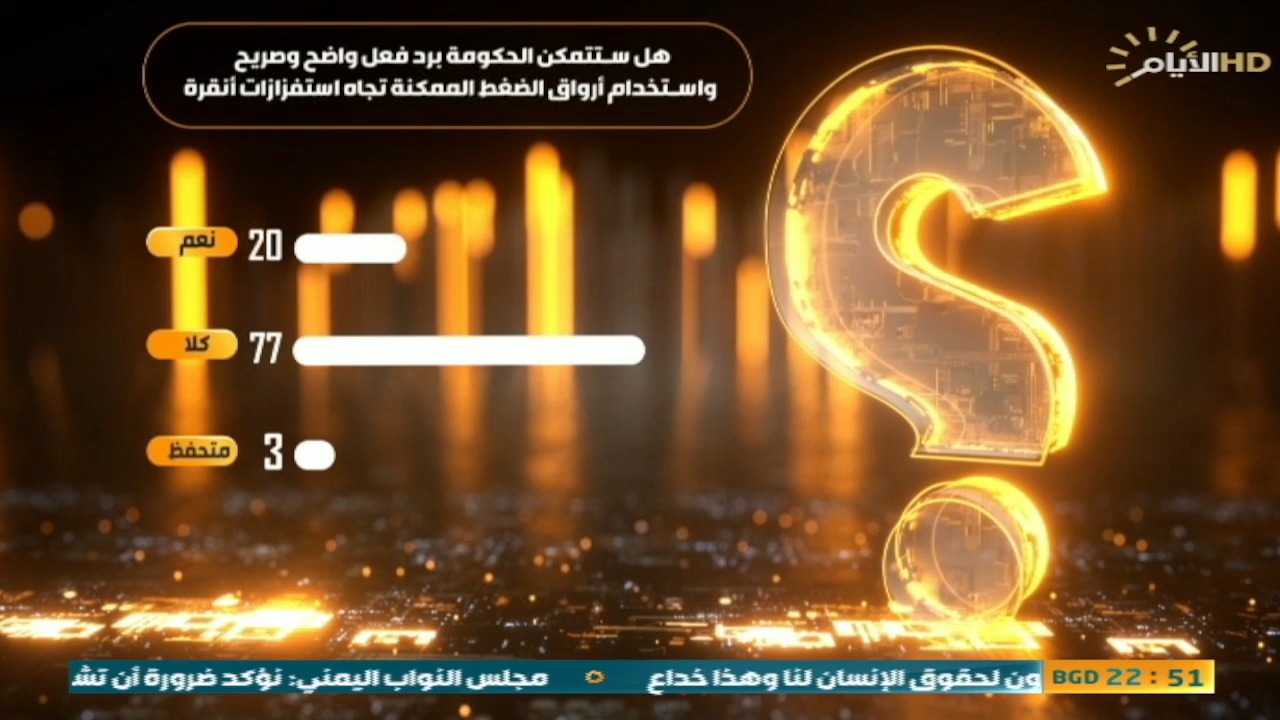 هل ستتمكن الحكومة برد فعل واضح وصريح
واستخدام أرواق الضغط الممكنة تجاه استفزازات أنقرة
الأيام HD
نعم 20
كلا 77
متحفظ 3
ون لحقوق الإنسان لنا وهذا خداع
مجلس النواب اليمني: نؤكد ضرورة أن تش
BGD 22 : 51